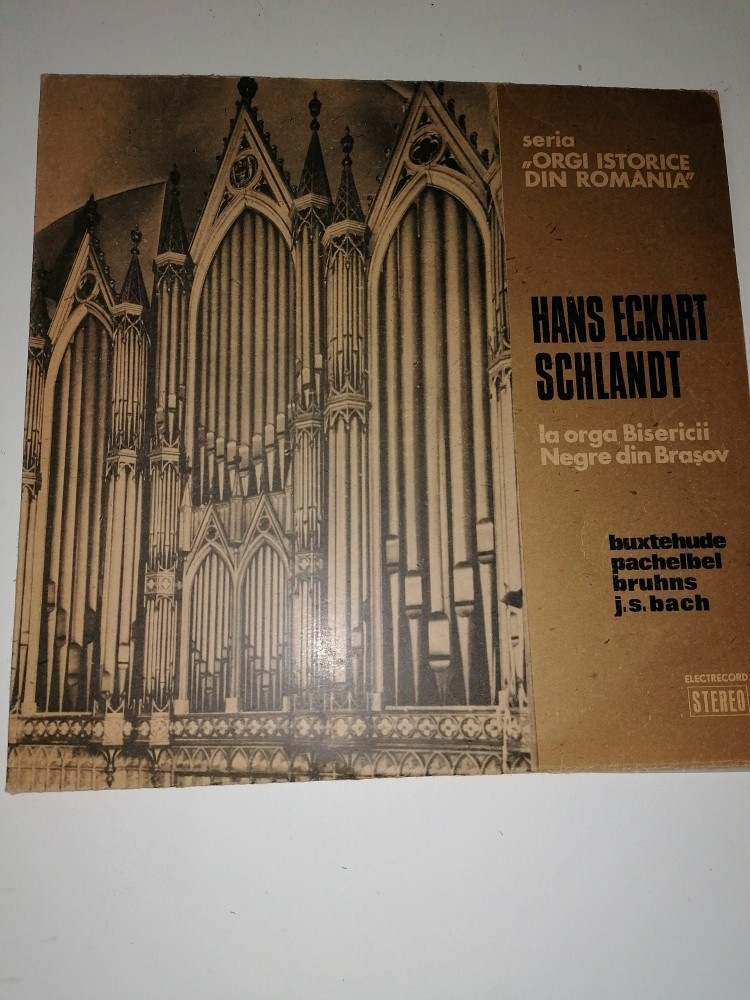 seria
„ORGI ISTORICE
DIN ROMÂNIA”
HANS ECKART
SCHLANDT
la orga Bisericii
Negre din Brașov
buxtehude
pachelbel
bruhns
j.s. bach
ELECTRECORD
STEREO